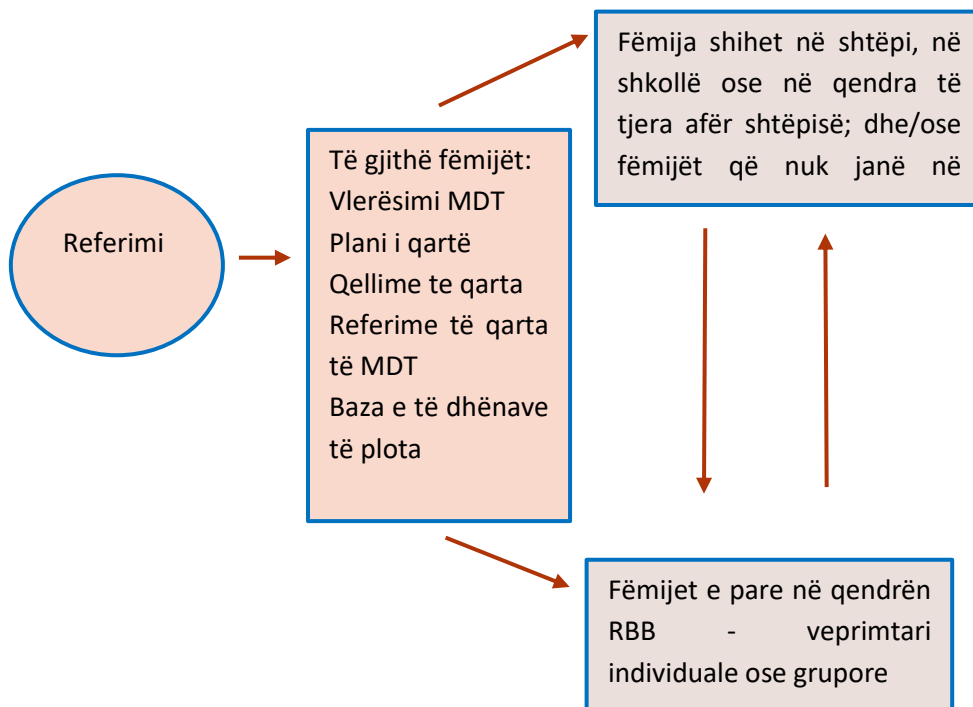 Referimi
Të gjithë fëmijët:
Vlerësimi MDT
Plani i qartë
Qellime te qarta
Referime të qarta
të MDT
Baza e të dhënave
të plota
Fëmija shihet në shtëpi, në
shkollë ose në qendra të
tjera afër shtëpisë; dhe/ose
fëmijët që nuk janë në
Fëmijet e pare në qendrën
RBB - veprimtari
individuale ose grupore